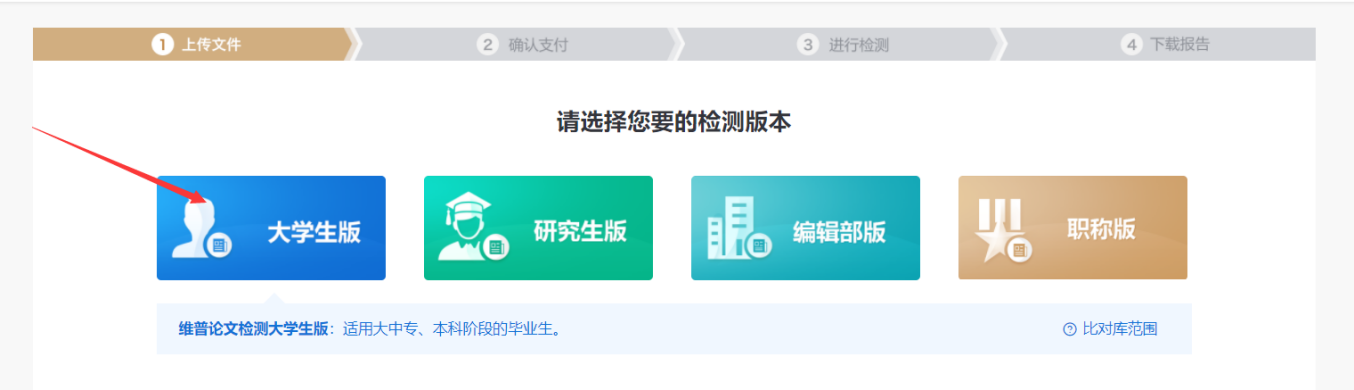 1 上传文件 2 确认支付 3 进行检测 4 下载报告
请选择您要的检测版本
大学生版 研究生版 编辑部版 职称版
维普论文检测大学生版：适用大中专、本科阶段的毕业生。 ? 比对库范围